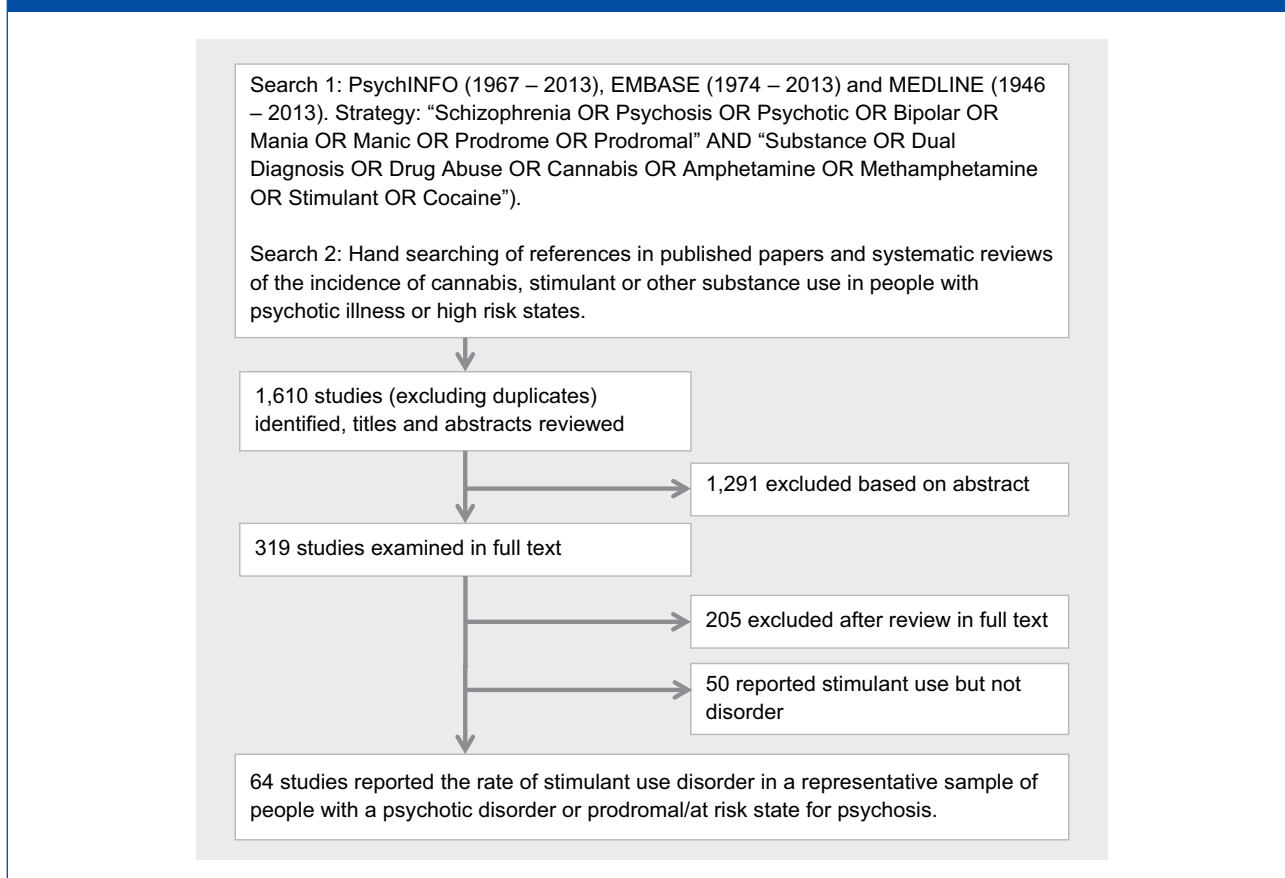 Search 1: PsychINFO (1967 – 2013), EMBASE (1974 – 2013) and MEDLINE (1946
– 2013). Strategy: “Schizophrenia OR Psychosis OR Psychotic OR Bipolar OR
Mania OR Manic OR Prodrome OR Prodromal” AND “Substance OR Dual
Diagnosis OR Drug Abuse OR Cannabis OR Amphetamine OR Methamphetamine
OR Stimulant OR Cocaine”).
Search 2: Hand searching of references in published papers and systematic reviews
of the incidence of cannabis, stimulant or other substance use in people with
psychotic illness or high risk states.
1,610 studies (excluding duplicates)
identified, titles and abstracts reviewed
1,291 excluded based on abstract
319 studies examined in full text
205 excluded after review in full text
50 reported stimulant use but not
disorder
64 studies reported the rate of stimulant use disorder in a representative sample of
people with a psychotic disorder or prodromal/at risk state for psychosis.